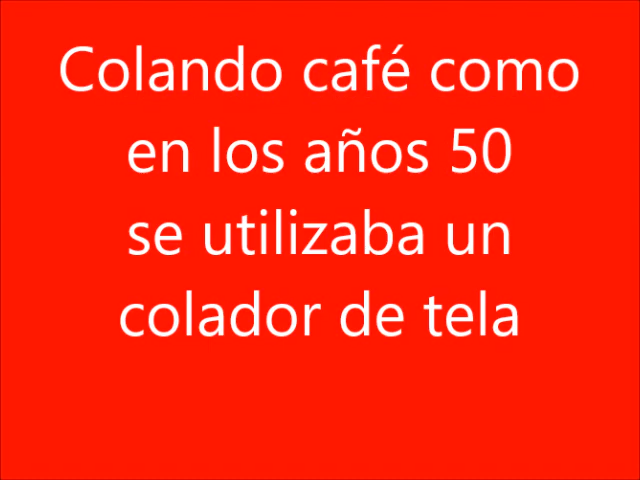 Colando café como
en los años 50
se utilizaba un
colador de tela